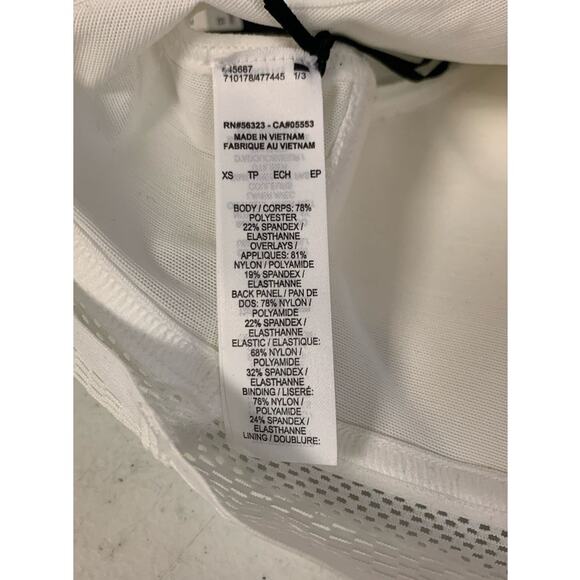 710178/477445 1/3
RN#56323 - CA#05553
MADE IN VIETNAM
FABRIQUE AU VIETNAM
XS TP ECH EP
BODY / CORPS: 78%
POLYESTER
22% SPANDEX /
ELASTHANNE
OVERLAYS /
APPLIQUES: 81%
NYLON / POLYAMIDE
19% SPANDEX /
ELASTHANNE
BACK PANEL / PAN DE
DOS: 78% NYLON /
POLYAMIDE
22% SPANDEX /
ELASTHANNE
ELASTIC / ELASTIQUE:
68% NYLON /
POLYAMIDE
32% SPANDEX /
ELASTHANNE
BINDING / LISERÉ:
76% NYLON /
POLYAMIDE
24% SPANDEX /
ELASTHANNE
LINING / DOUBLURE: